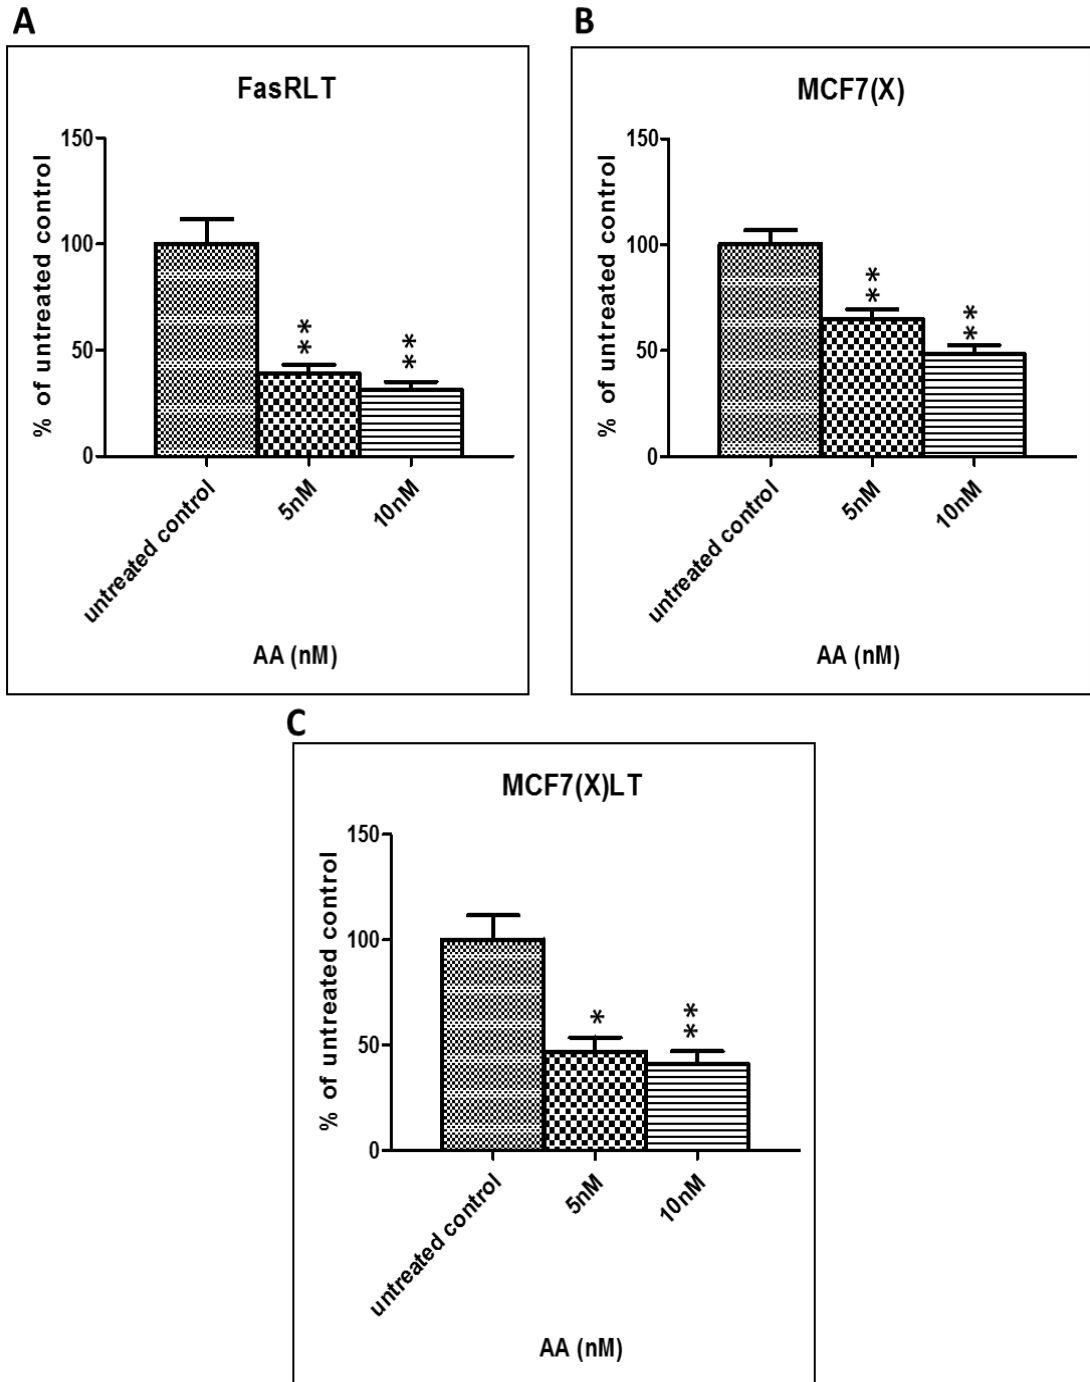 A
FasRLT
% of untreated control
150
100
50
0
**
**
untreated control
5nM
10nM
AA (nM)
B
MCF7(X)
% of untreated control
150
100
50
0
**
**
untreated control
5nM
10nM
AA (nM)
C
MCF7(X)LT
% of untreated control
150
100
50
0
*
**
untreated control
5nM
10nM
AA (nM)